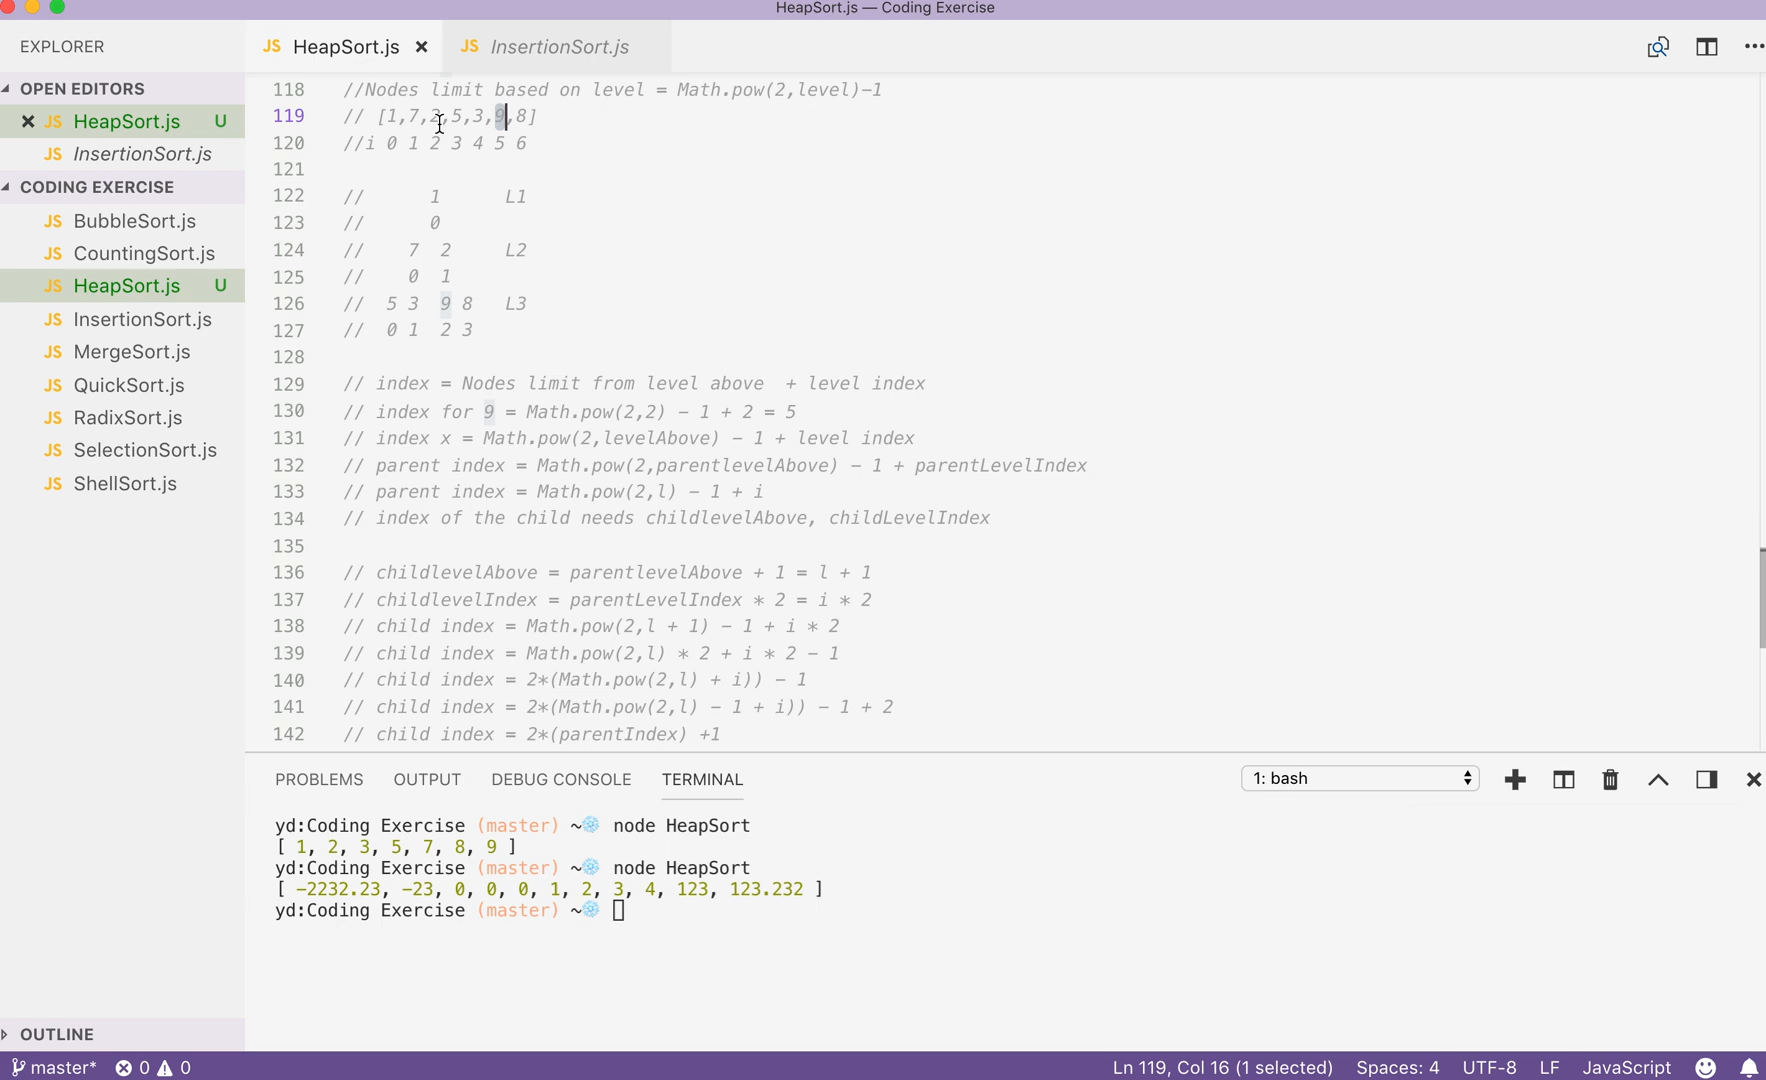 HeapSort.js — Coding Exercise
EXPLORER
JS HeapSort.js ×
JS InsertionSort.js
OPEN EDITORS
× JS HeapSort.js U
JS InsertionSort.js
CODING EXERCISE
JS BubbleSort.js
JS CountingSort.js
JS HeapSort.js U
JS InsertionSort.js
JS MergeSort.js
JS QuickSort.js
JS RadixSort.js
JS SelectionSort.js
JS ShellSort.js
OUTLINE
118 //Nodes limit based on level = Math.pow(2,level)-1
119 // [1,7,2,5,3,9,8]
120 //i 0 1 2 3 4 5 6
121
122 // 1 L1
123 // 0
124 // 7 2 L2
125 // 0 1
126 // 5 3 9 8 L3
127 // 0 1 2 3
128
129 // index = Nodes limit from level above  + level index
130 // index for 9 = Math.pow(2,2) - 1 + 2 = 5
131 // index x = Math.pow(2,levelAbove) - 1 + level index
132 // parent index = Math.pow(2,parentlevelAbove) - 1 + parentLevelIndex
133 // parent index = Math.pow(2,l) - 1 + i
134 // index of the child needs childlevelAbove, childLevelIndex
135
136 // childlevelAbove = parentlevelAbove + 1 = l + 1
137 // childlevelIndex = parentLevelIndex * 2 = i * 2
138 // child index = Math.pow(2,l + 1) - 1 + i * 2
139 // child index = Math.pow(2,l) * 2 + i * 2 - 1
140 // child index = 2*(Math.pow(2,l) + i)) - 1
141 // child index = 2*(Math.pow(2,l) - 1 + i)) - 1 + 2
142 // child index = 2*(parentIndex) +1
PROBLEMS OUTPUT DEBUG CONSOLE TERMINAL
1: bash
yd:Coding Exercise (master) ~ node HeapSort
[ 1, 2, 3, 5, 7, 8, 9 ]
yd:Coding Exercise (master) ~ node HeapSort
[ -2232.23, -23, 0, 0, 0, 1, 2, 3, 4, 123, 123.232 ]
yd:Coding Exercise (master) ~
master* 0 0
Ln 119, Col 16 (1 selected) Spaces: 4 UTF-8 LF JavaScript